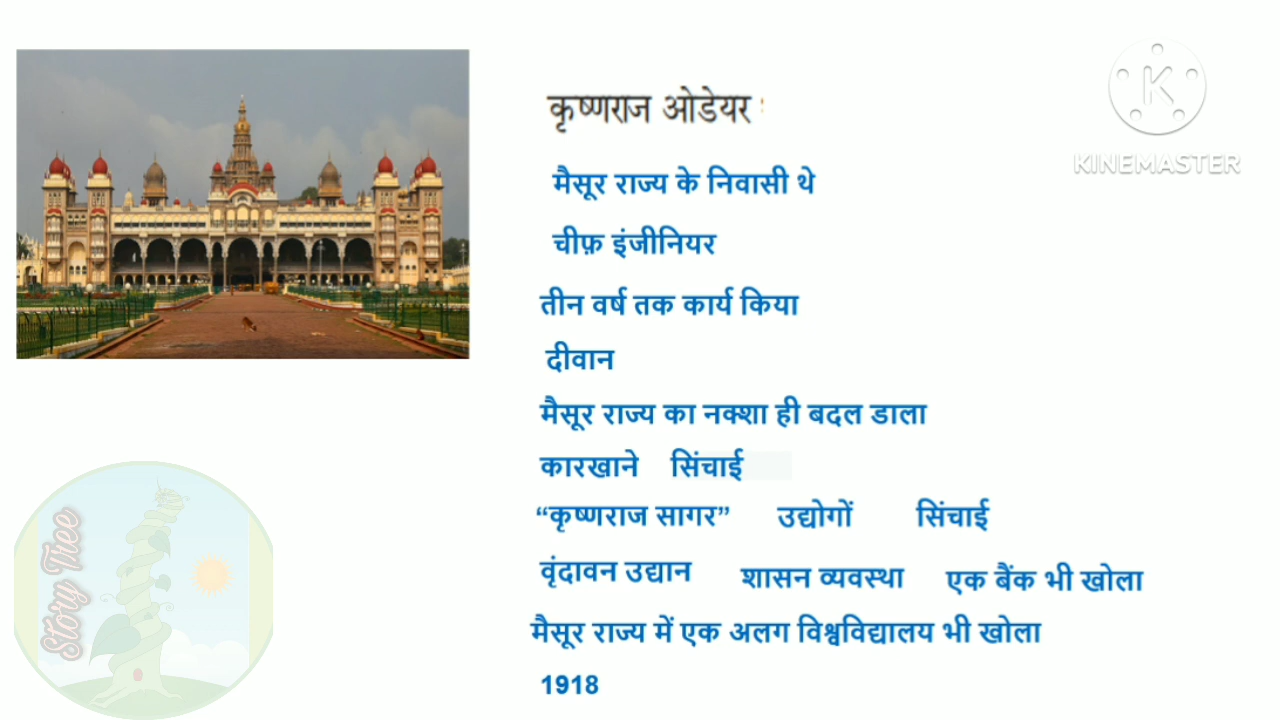 कृष्णराज ओडेयर
KINEMASTER
मैसूर राज्य के निवासी थे
चीफ़ इंजीनियर
तीन वर्ष तक कार्य किया
दीवान
मैसूर राज्य का नक्शा ही बदल डाला
कारखाने सिंचाई
“कृष्णराज सागर” उद्योगों सिंचाई
वृंदावन उद्यान शासन व्यवस्था एक बैंक भी खोला
मैसूर राज्य में एक अलग विश्वविद्यालय भी खोला
1918
Story Tree